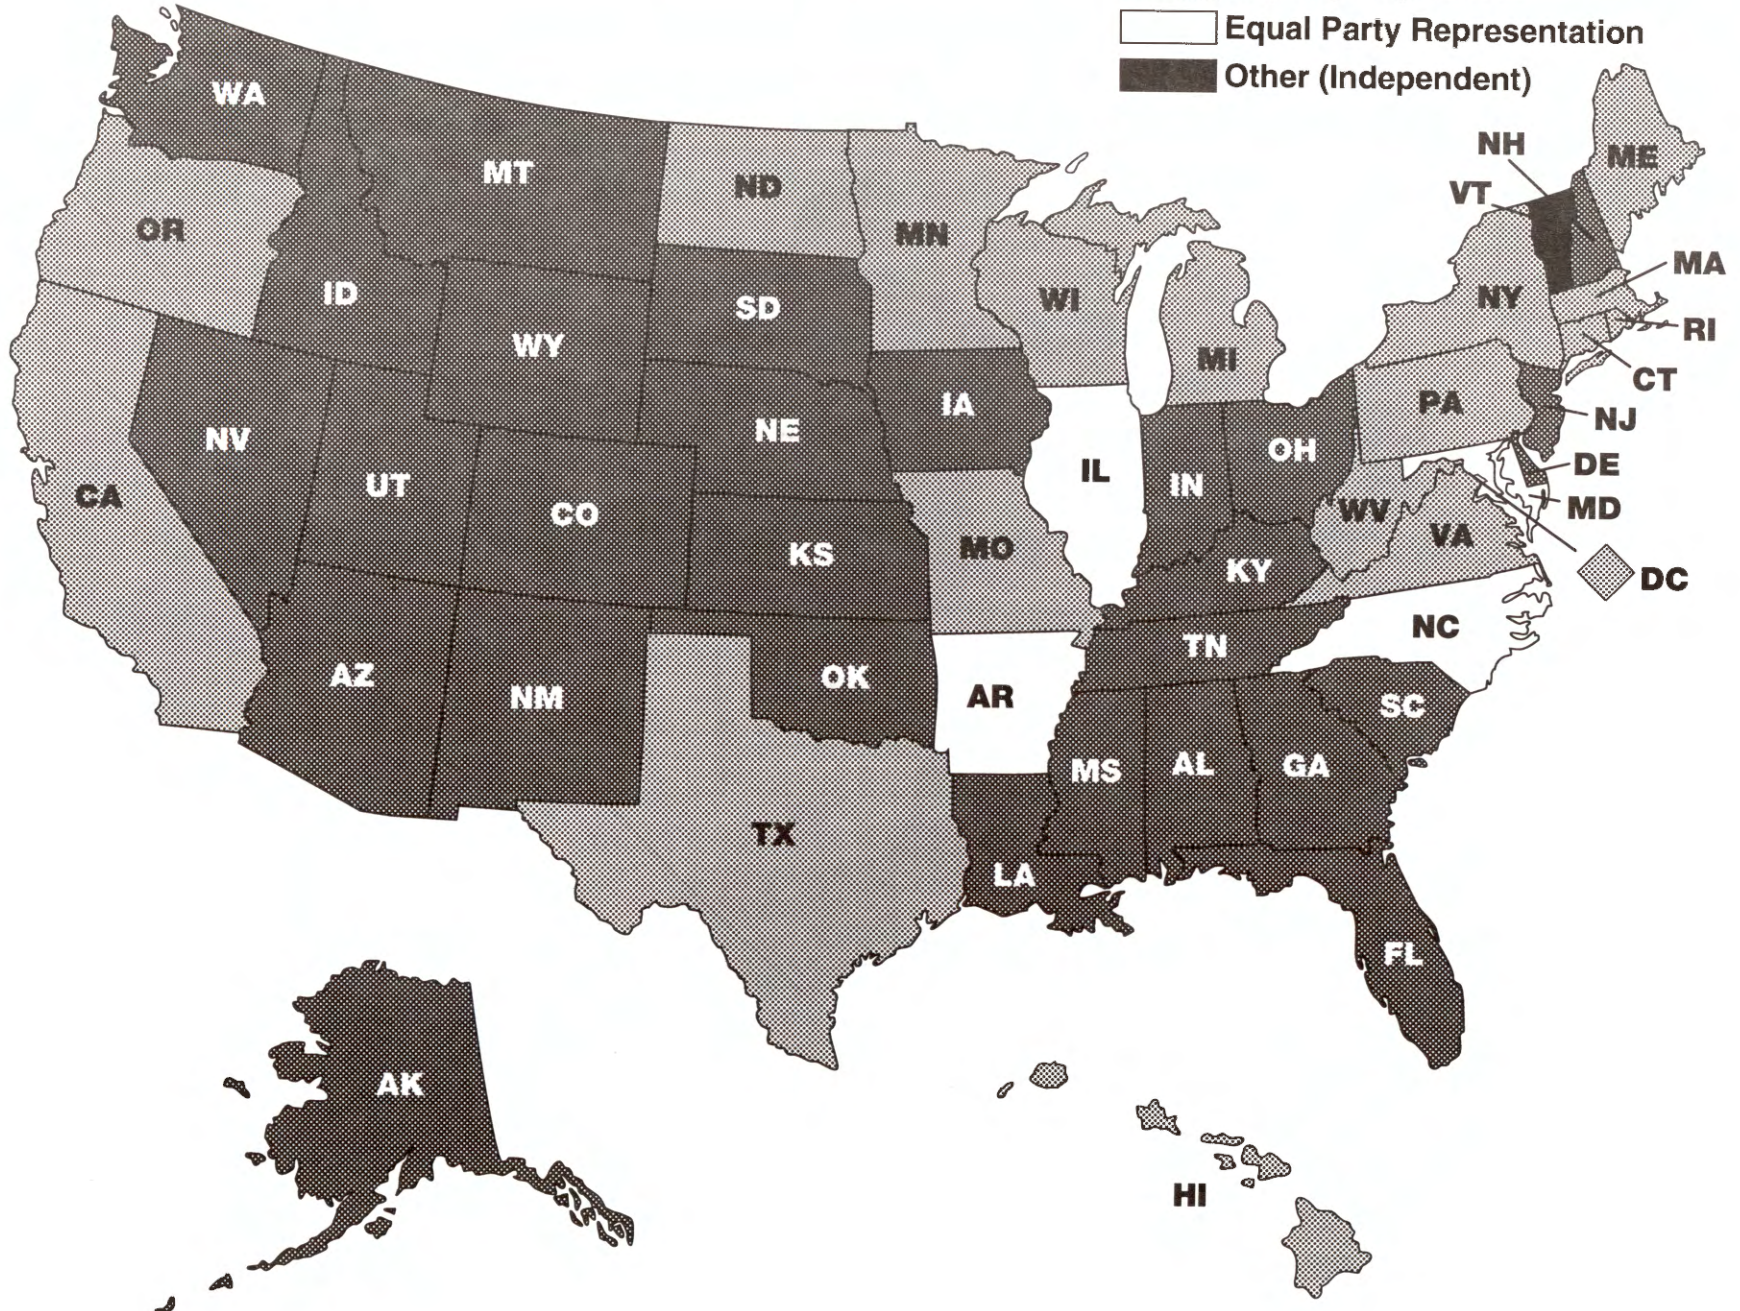 Equal Party Representation
Other (Independent)
WA
MT
ND
MN
OR
ID
WY
SD
WI
MI
NH
VT
ME
NY
MA
RI
CT
NJ
PA
DE
MD
DC
NV
UT
CA
CO
NE
IA
KS
MO
IL
IN
OH
WV
VA
KY
AZ
NM
OK
TX
AR
TN
NC
SC
MS
AL
GA
LA
FL
AK
HI